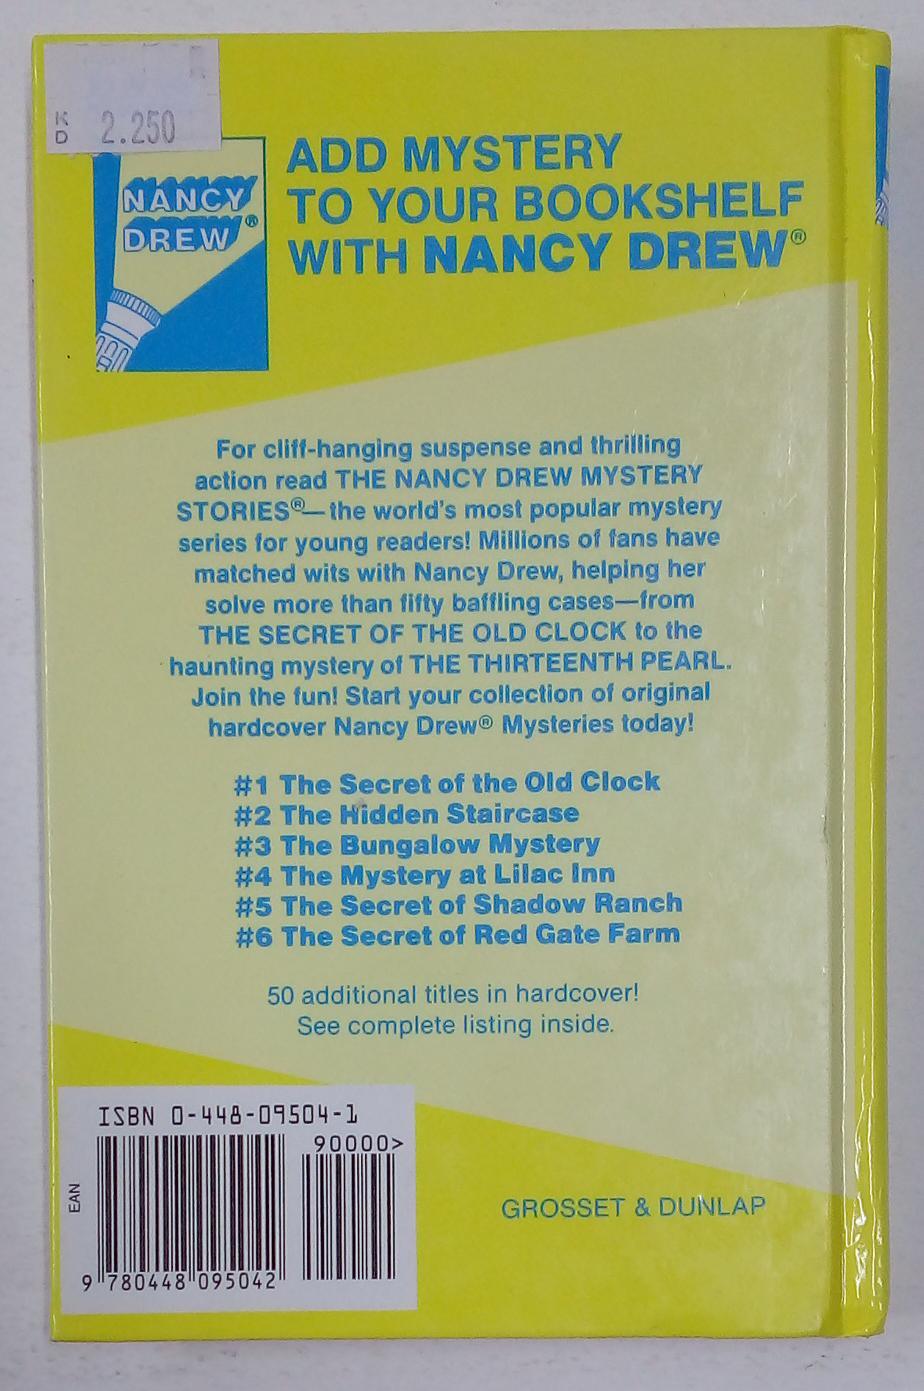 K
D 2.250
NANCY
DREW®
ADD MYSTERY
TO YOUR BOOKSHELF
WITH NANCY DREW®
For cliff-hanging suspense and thrilling
action read THE NANCY DREW MYSTERY
STORIES®—the world's most popular mystery
series for young readers! Millions of fans have
matched wits with Nancy Drew, helping her
solve more than fifty baffling cases—from
THE SECRET OF THE OLD CLOCK to the
haunting mystery of THE THIRTEENTH PEARL.
Join the fun! Start your collection of original
hardcover Nancy Drew® Mysteries today!
#1 The Secret of the Old Clock
#2 The Hidden Staircase
#3 The Bungalow Mystery
#4 The Mystery at Lilac Inn
#5 The Secret of Shadow Ranch
#6 The Secret of Red Gate Farm
50 additional titles in hardcover!
See complete listing inside.
ISBN 0-448-09504-1
90000>
EAN
9 780448 095042
GROSSET & DUNLAP